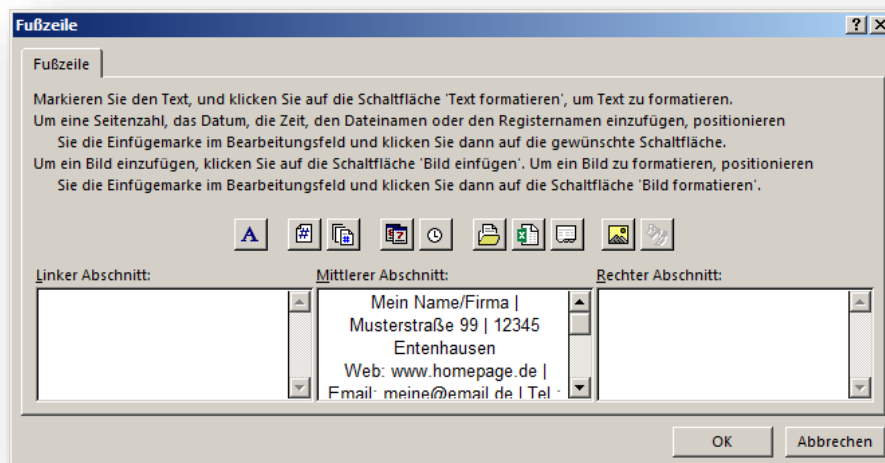 Fußzeile
Fußzeile
Markieren Sie den Text, und klicken Sie auf die Schaltfläche 'Text formatieren', um Text zu formatieren.
Um eine Seitenzahl, das Datum, die Zeit, den Dateinamen oder den Registernamen einzufügen, positionieren
Sie die Einfügemarke im Bearbeitungsfeld und klicken Sie dann auf die gewünschte Schaltfläche.
Um ein Bild einzufügen, klicken Sie auf die Schaltfläche 'Bild einfügen'. Um ein Bild zu formatieren, positionieren
Sie die Einfügemarke im Bearbeitungsfeld und klicken Sie dann auf die Schaltfläche 'Bild formatieren'.
Linker Abschnitt: Mittlerer Abschnitt: Rechter Abschnitt:
Mein Name/Firma |
Musterstraße 99 | 12345
Entenhausen
Web: www.homepage.de |
Email: meine@email.de | Tel.:
OK Abbrechen